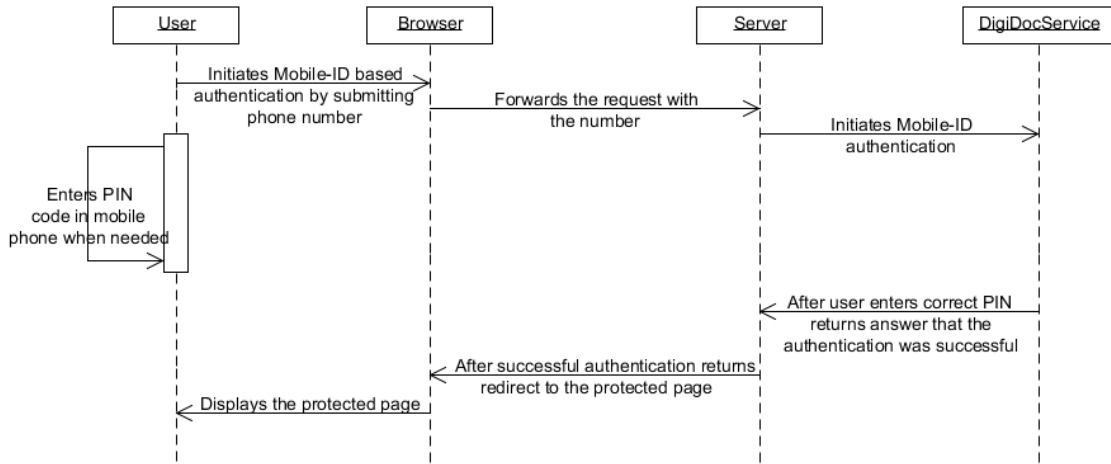 User
Browser
Server
DigiDocService
Initiates Mobile-ID based
authentication by submitting
phone number
Forwards the request with
the number
Initiates Mobile-ID
authentication
Enters PIN
code in mobile
phone when needed
After user enters correct PIN
returns answer that the
authentication was successful
After successful authentication returns
redirect to the protected page
Displays the protected page